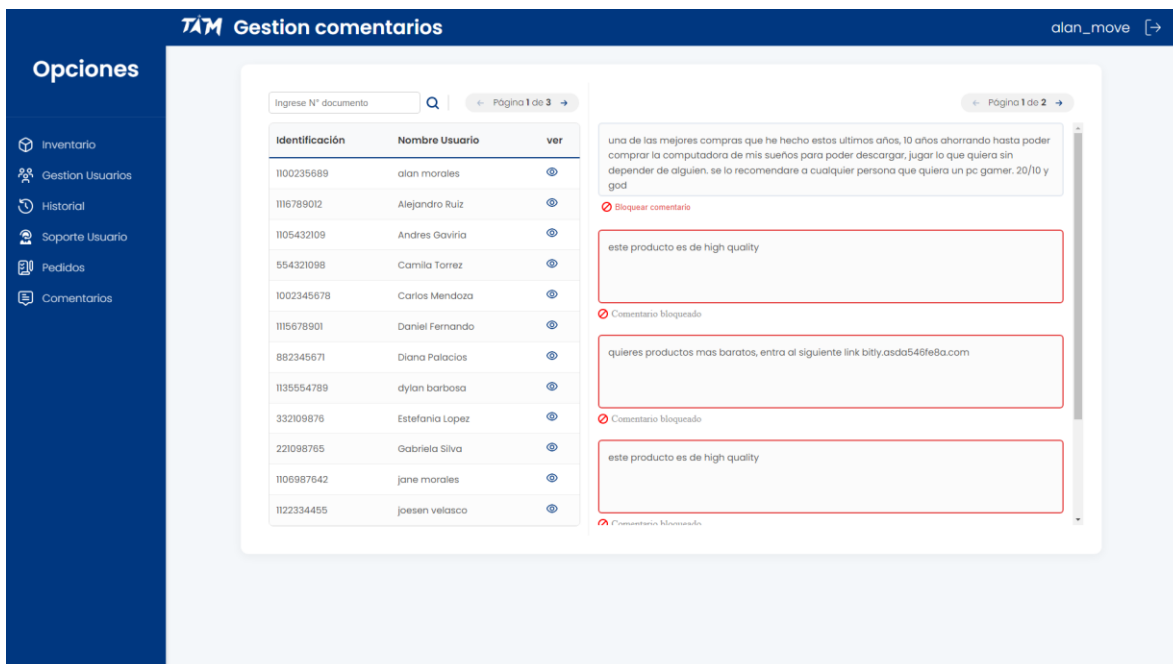 TAM Gestion comentarios
alan_move
Opciones
Inventario
Gestion Usuarios
Historial
Soporte Usuario
Pedidos
Comentarios
Ingrese N° documento
Página 1 de 3
Identificación Nombre Usuario ver
1100235689 alan morales
1116789012 Alejandro Ruiz
1105432109 Andres Gaviria
554321098 Camila Torrez
1002345678 Carlos Mendoza
1115678901 Daniel Fernando
882345671 Diana Palacios
1135554789 dylan barbosa
332109876 Estefania Lopez
221098765 Gabriela Silva
1106987642 jane morales
1122334455 joesen velasco
Página 1 de 2
una de las mejores compras que he hecho estos ultimos años, 10 años ahorrando hasta poder
comprar la computadora de mis sueños para poder descargar, jugar lo que quiera sin
depender de alguien. se lo recomendare a cualquier persona que quiera un pc gamer. 20/10 y
god
Bloquear comentario
este producto es de high quality
Comentario bloqueado
quieres productos mas baratos, entra al siguiente link bitly.asda546fe8a.com
Comentario bloqueado
este producto es de high quality
Comentario bloqueado